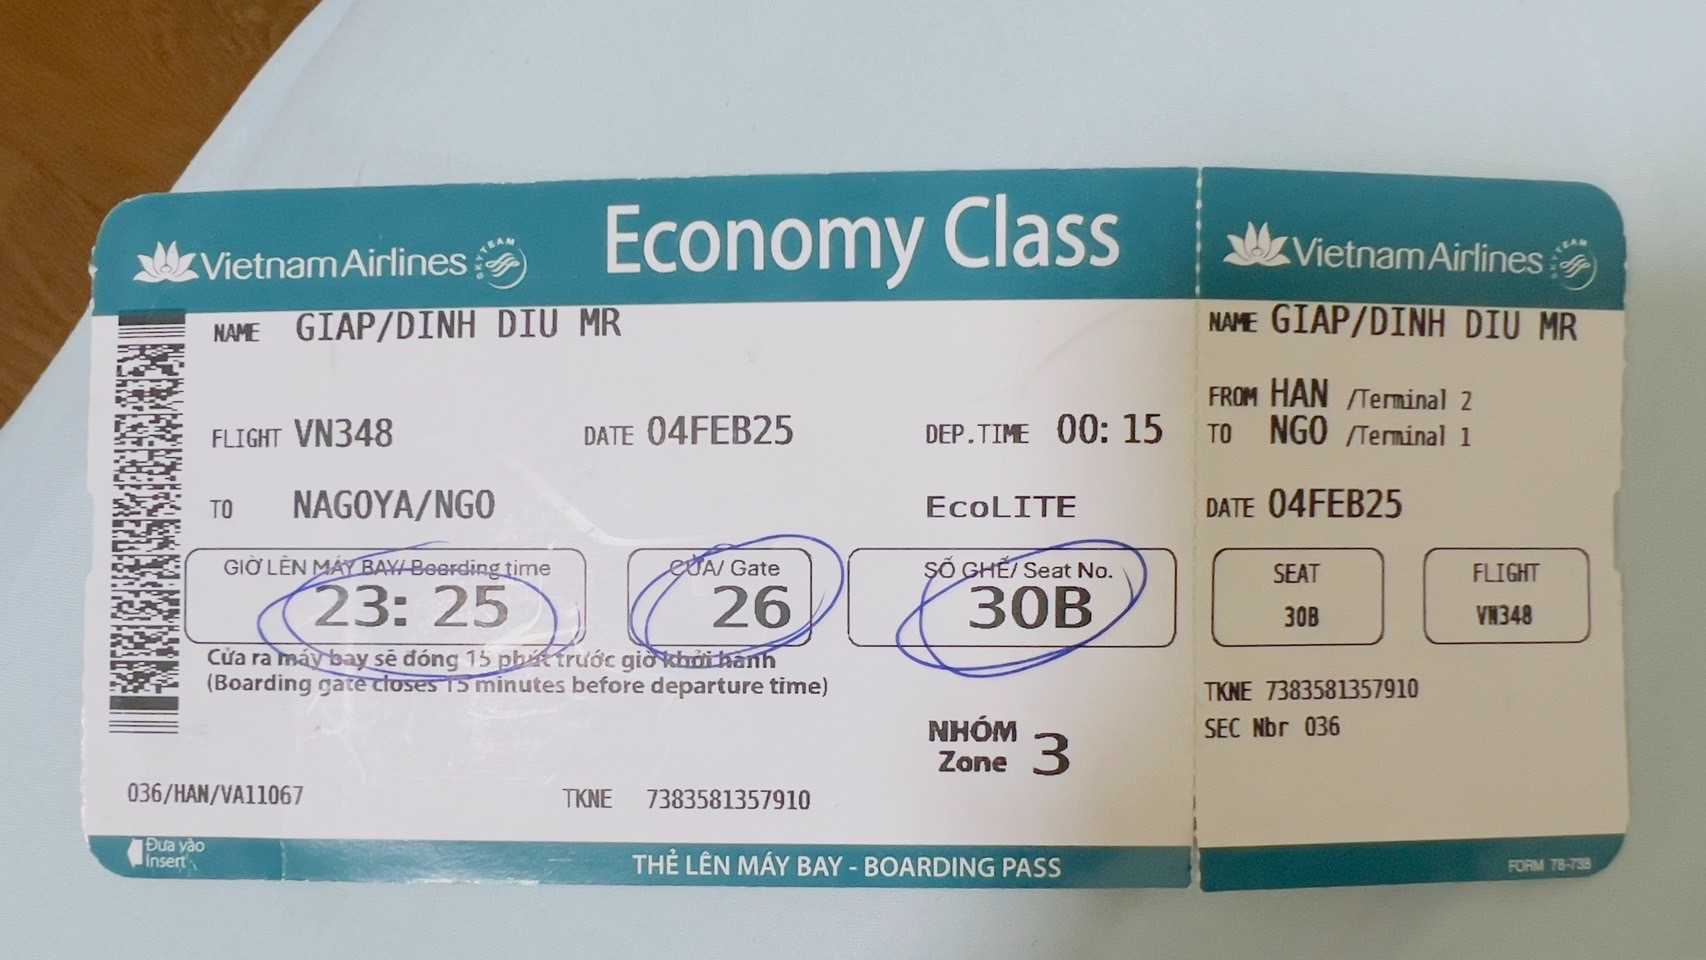 Vietnam Airlines SKYTEAM Economy Class
NAME GIAP/DINH DIU MR
FLIGHT VN348 DATE 04FEB25 DEP.TIME 00: 15
TO NAGOYA/NGO EcoLITE
GIỜ LÊN MÁY BAY/ Boarding time
23: 25
CỬA/ Gate
26
SỐ GHẾ/ Seat No.
30B
Cửa ra máy bay sẽ đóng 15 phút trước giờ khởi hành
(Boarding gate closes 15 minutes before departure time)
NHÓM
Zone 3
036/HAN/VA11067 TKNE 7383581357910
Đưa vào
Insert
THẺ LÊN MÁY BAY - BOARDING PASS
Vietnam Airlines SKYTEAM
NAME GIAP/DINH DIU MR
FROM HAN /Terminal 2
TO NGO /Terminal 1
DATE 04FEB25
SEAT
30B
FLIGHT
VN348
TKNE 7383581357910
SEC Nbr 036
FORM 78-738